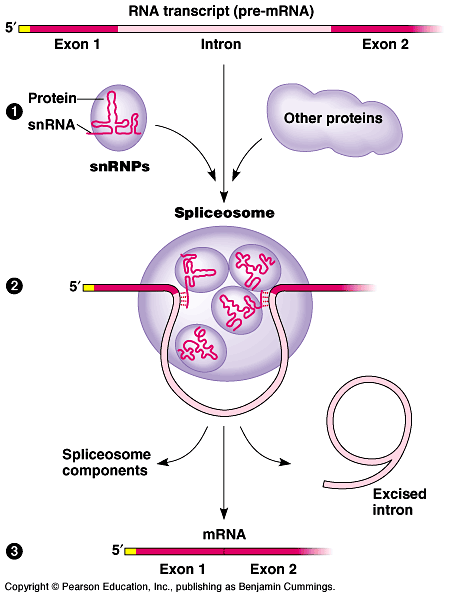 RNA transcript (pre-mRNA)
5′
Exon 1
Intron
Exon 2
1
Protein
snRNA
snRNPs
Other proteins
Spliceosome
2
5′
Spliceosome
components
Excised
intron
mRNA
3
5′
Exon 1
Exon 2
Copyright © Pearson Education, Inc., publishing as Benjamin Cummings.